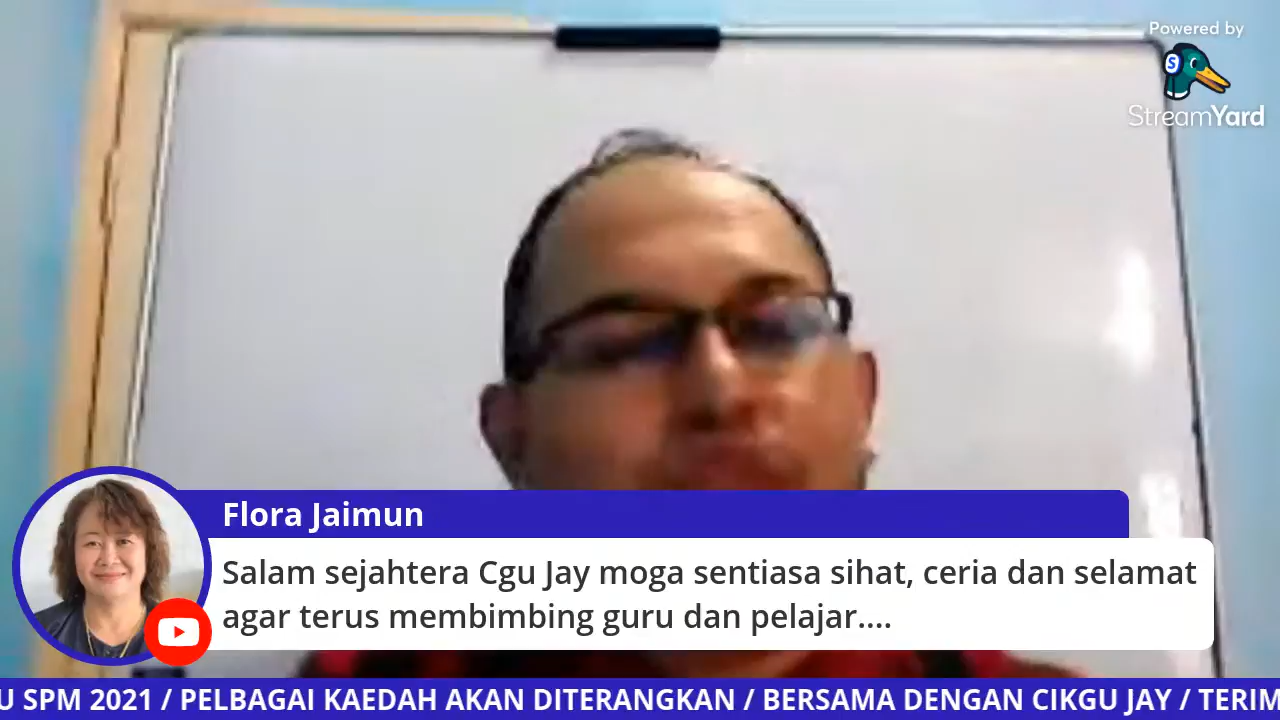 Powered by
StreamYard
Flora Jaimun
Salam sejahtera Cgu Jay moga sentiasa sihat, ceria dan selamat
agar terus membimbing guru dan pelajar....
U SPM 2021 / PELBAGAI KAEDAH AKAN DITERANGKAN / BERSAMA DENGAN CIKGU JAY / TERIM